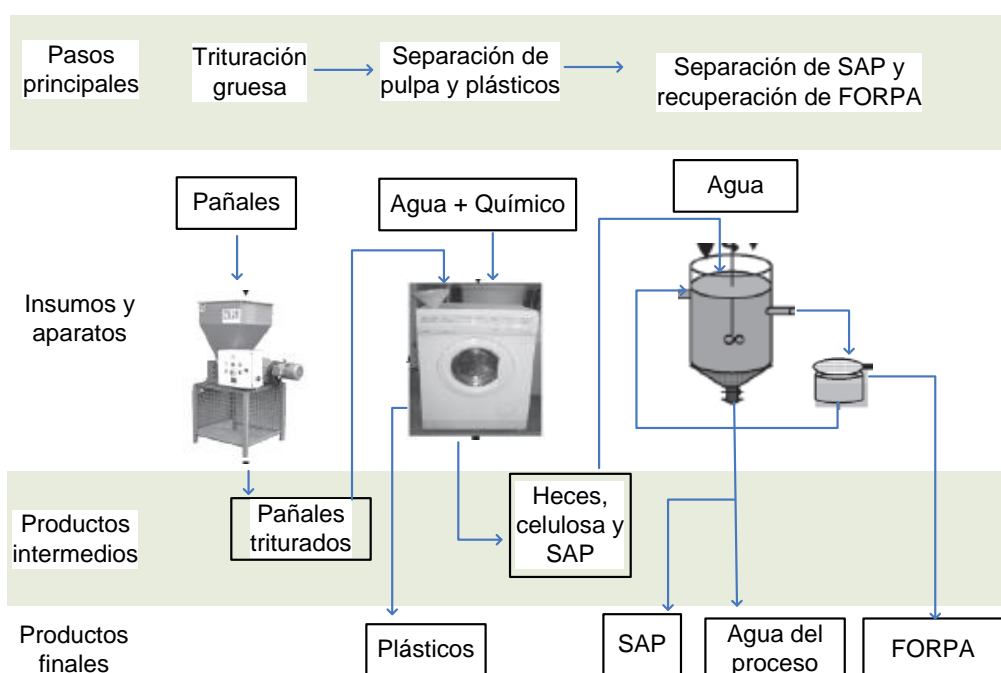 Pasos
principales
Trituración
gruesa
Separación de
pulpa y plásticos
Separación de SAP y
recuperación de FORPA
Pañales
Agua + Químico
Agua
Insumos y
aparatos
Productos
intermedios
Pañales
triturados
Heces,
celulosa y
SAP
Productos
finales
Plásticos
SAP
Agua del
proceso
FORPA